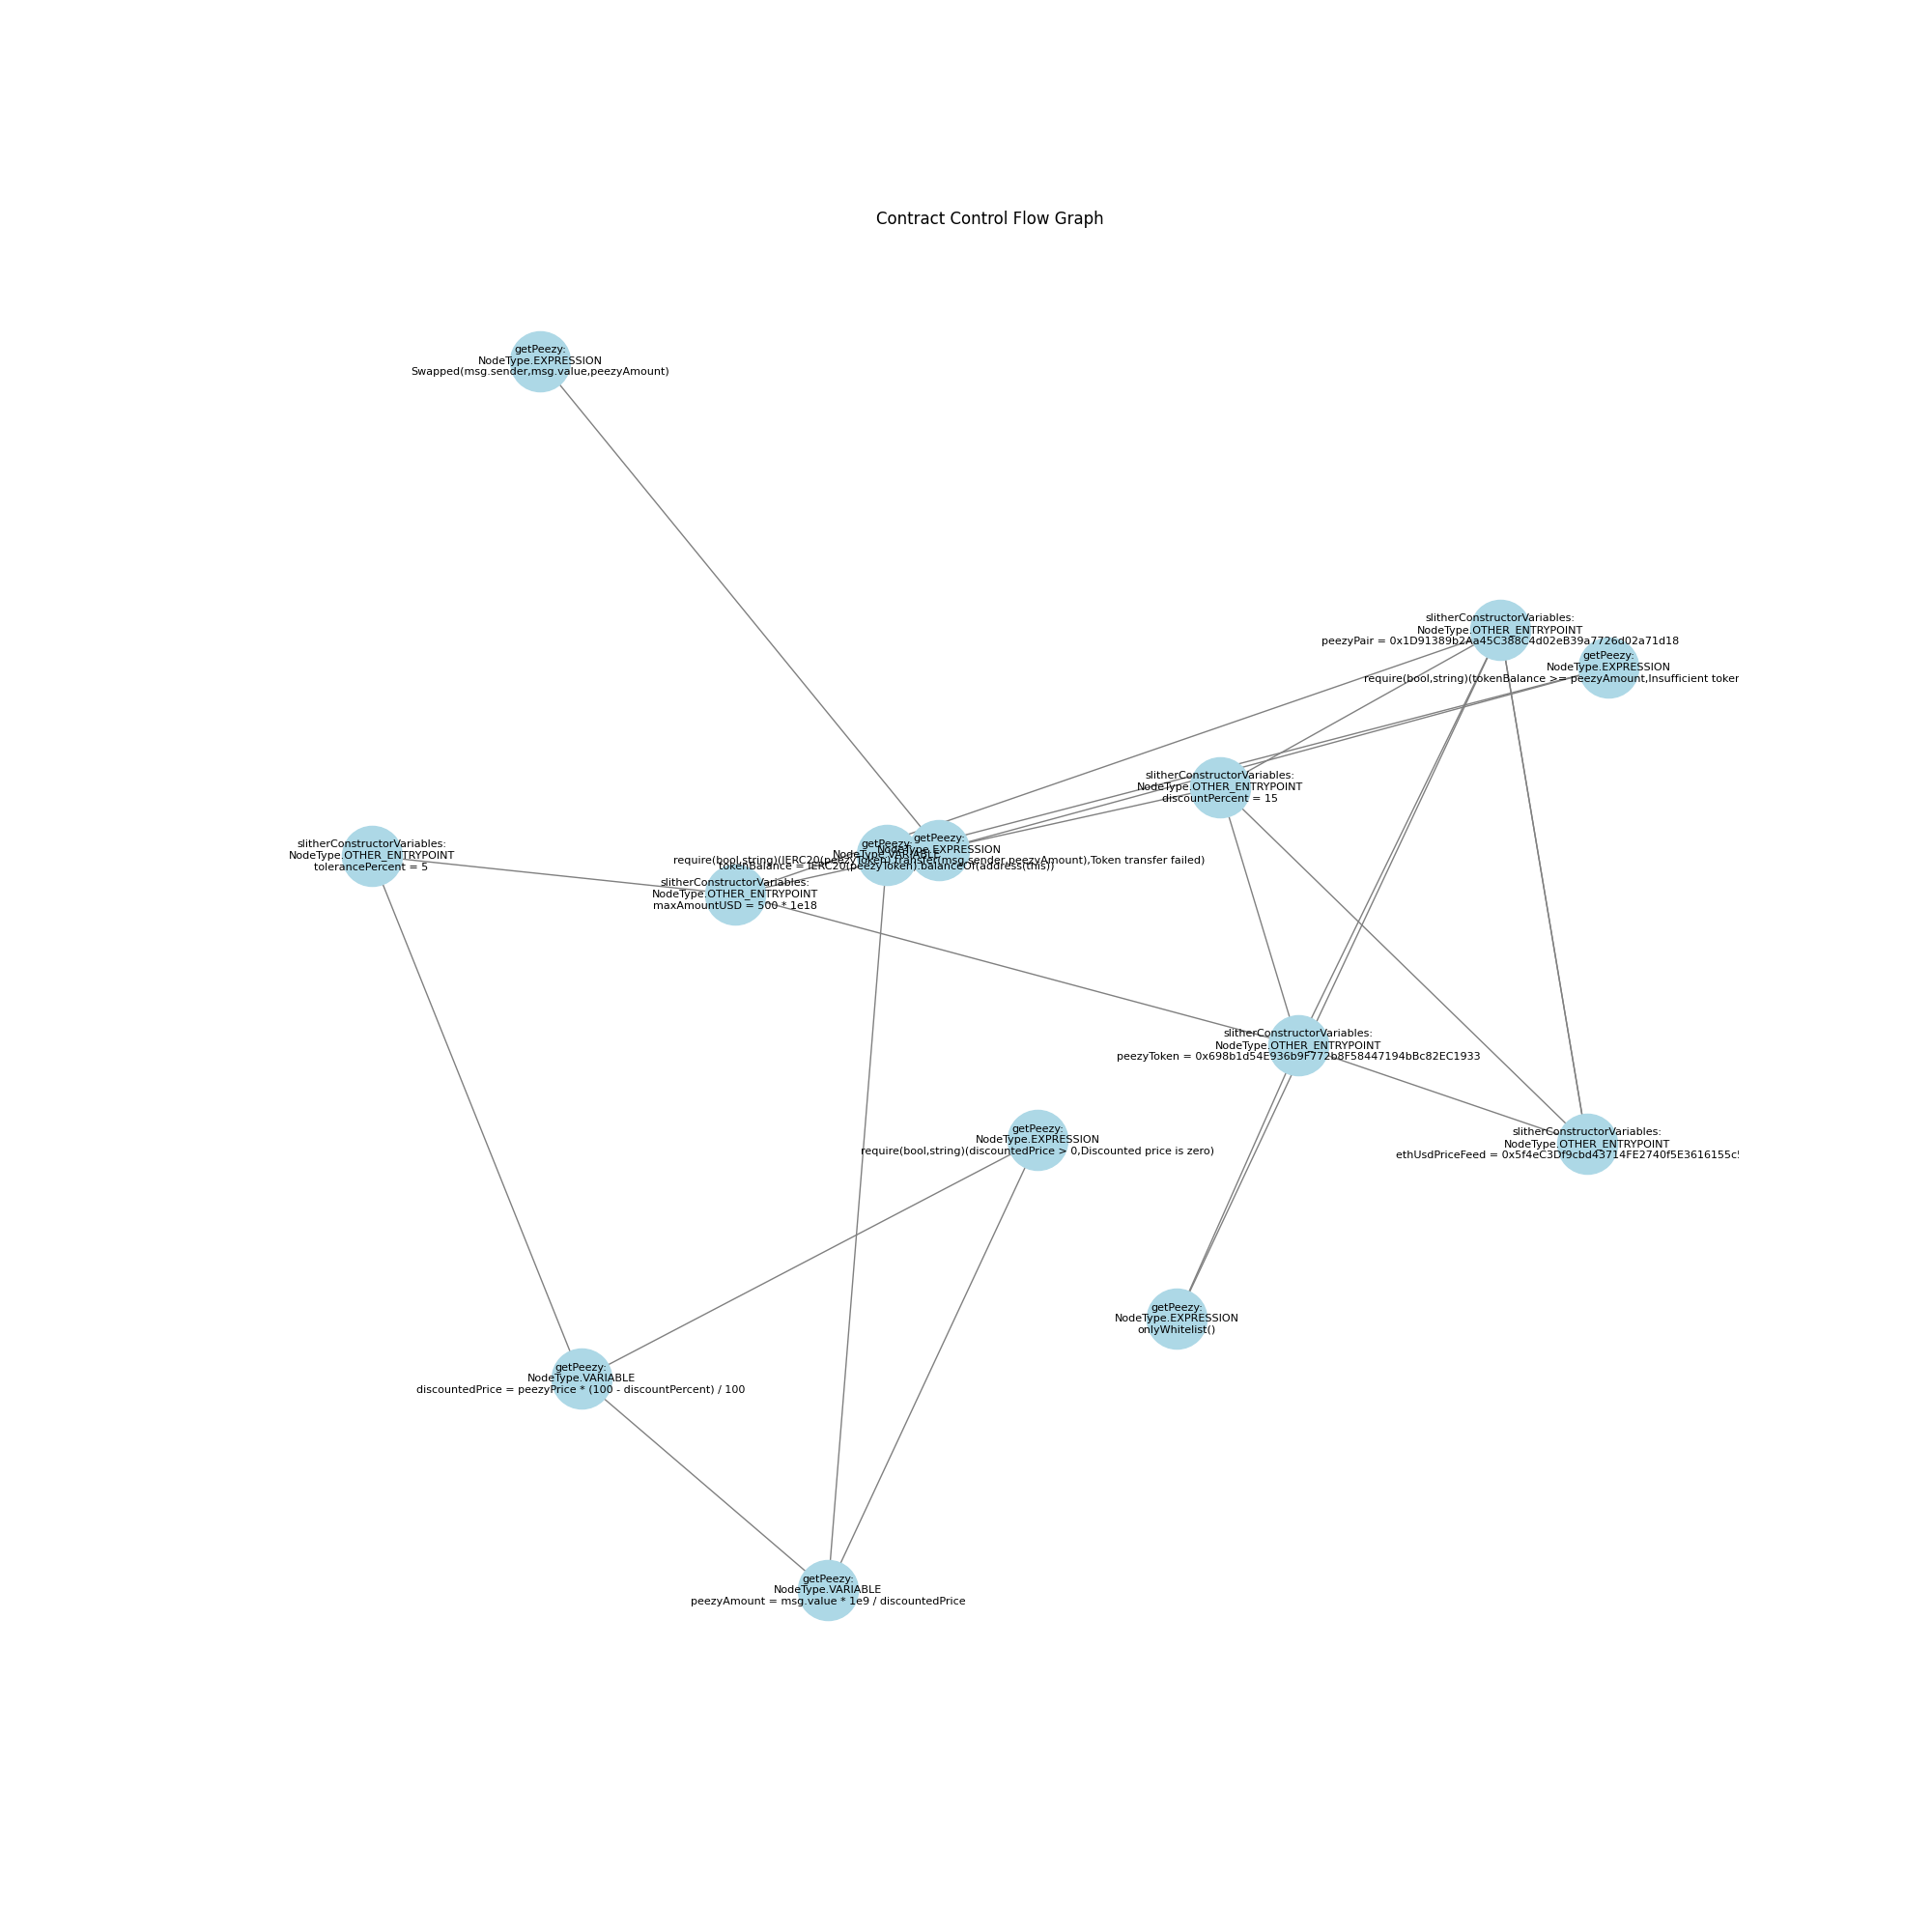 Contract Control Flow Graph
getPeezy:
NodeType.EXPRESSION
Swapped(msg.sender,msg.value,peezyAmount)
slitherConstructorVariables:
NodeType.OTHER_ENTRYPOINT
peezyPair = 0x1D91389b2Aa45C388C4d02eB39a7726d02a71d18
getPeezy:
NodeType.EXPRESSION
require(bool,string)(tokenBalance >= peezyAmount,Insufficient token
slitherConstructorVariables:
NodeType.OTHER_ENTRYPOINT
discountPercent = 15
slitherConstructorVariables:
NodeType.OTHER_ENTRYPOINT
tolerancePercent = 5
getPeezy:
NodeType.EXPRESSION
require(bool,string)(IERC20(peezyToken).transfer(msg.sender,peezyAmount),Token transfer failed)
getPeezy:
NodeType.VARIABLE
tokenBalance = IERC20(peezyToken).balanceOf(address(this))
slitherConstructorVariables:
NodeType.OTHER_ENTRYPOINT
maxAmountUSD = 500 * 1e18
slitherConstructorVariables:
NodeType.OTHER_ENTRYPOINT
peezyToken = 0x698b1d54E936b9F772b8F58447194bBc82EC1933
getPeezy:
NodeType.EXPRESSION
require(bool,string)(discountedPrice > 0,Discounted price is zero)
slitherConstructorVariables:
NodeType.OTHER_ENTRYPOINT
ethUsdPriceFeed = 0x5f4eC3Df9cbd43714FE2740f5E3616155c
getPeezy:
NodeType.EXPRESSION
onlyWhitelist()
getPeezy:
NodeType.VARIABLE
discountedPrice = peezyPrice * (100 - discountPercent) / 100
getPeezy:
NodeType.VARIABLE
peezyAmount = msg.value * 1e9 / discountedPrice